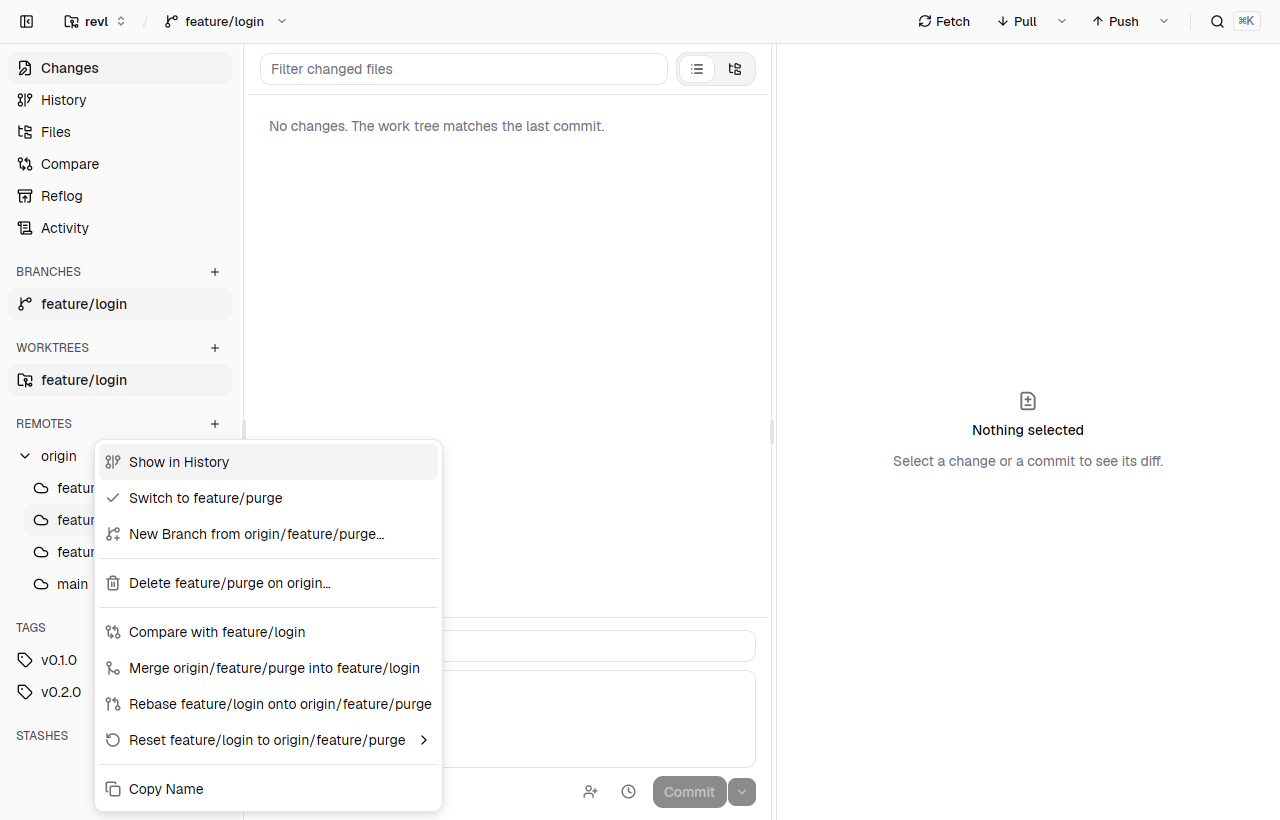 revl
feature/login
Fetch
Pull
Push
⌘K
Changes
History
Files
Compare
Reflog
Activity
BRANCHES
feature/login
WORKTREES
feature/login
REMOTES
origin
featur
featur
featur
main
TAGS
v0.1.0
v0.2.0
STASHES
Filter changed files
No changes. The work tree matches the last commit.
Show in History
Switch to feature/purge
New Branch from origin/feature/purge…
Delete feature/purge on origin…
Compare with feature/login
Merge origin/feature/purge into feature/login
Rebase feature/login onto origin/feature/purge
Reset feature/login to origin/feature/purge
Copy Name
Commit
Nothing selected
Select a change or a commit to see its diff.